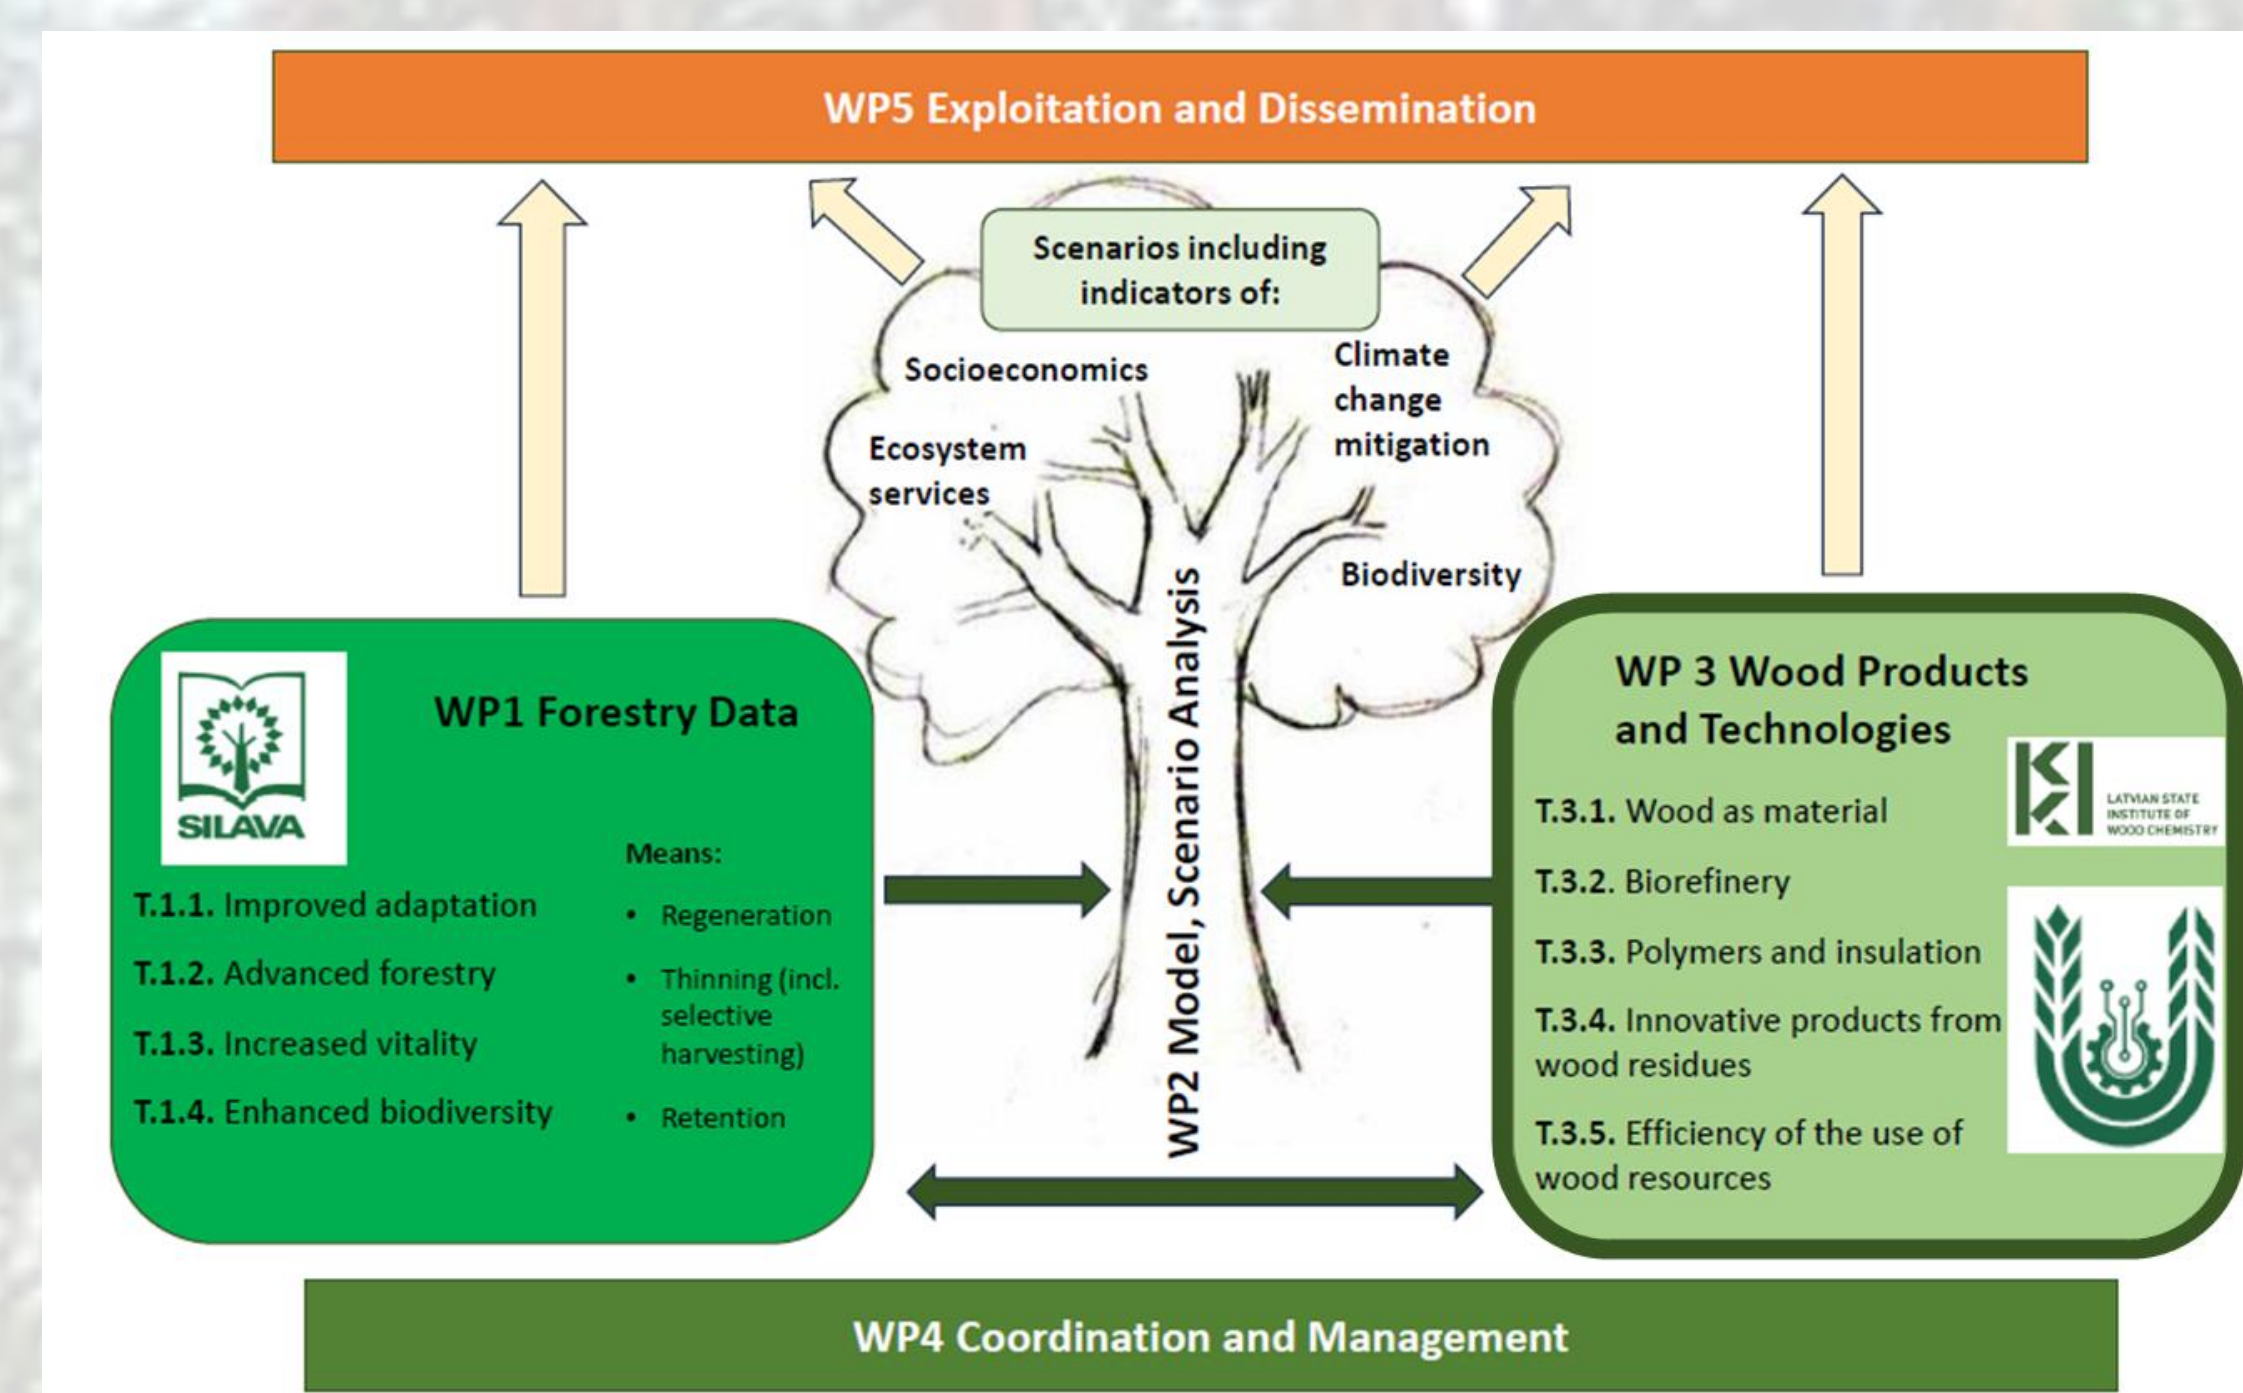 WP5 Exploitation and Dissemination
Scenarios including
indicators of:
Socioeconomics
Ecosystem
services
Climate
change
mitigation
Biodiversity
WP2 Model, Scenario Analysis
SILAVA
WP1 Forestry Data
T.1.1. Improved adaptation
T.1.2. Advanced forestry
T.1.3. Increased vitality
T.1.4. Enhanced biodiversity
Means:
• Regeneration
• Thinning (incl.
selective
harvesting)
• Retention
WP 3 Wood Products
and Technologies
LATVIAN STATE
INSTITUTE OF
WOOD CHEMISTRY
T.3.1. Wood as material
T.3.2. Biorefinery
T.3.3. Polymers and insulation
T.3.4. Innovative products from
wood residues
T.3.5. Efficiency of the use of
wood resources
WP4 Coordination and Management